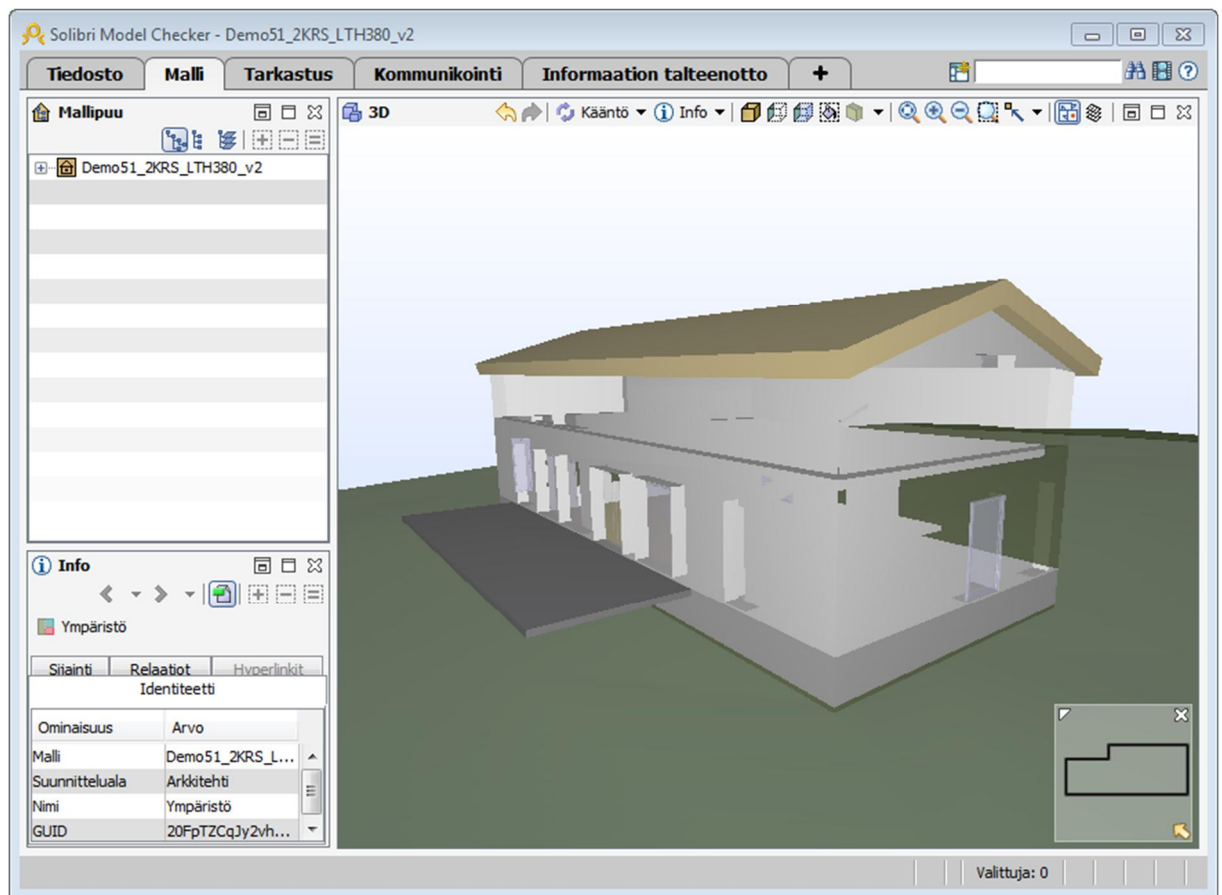 Solibri Model Checker - Demo51_2KRS_LTH380_v2
Tiedosto Malli Tarkastus Kommunikointi Informaation talteenotto +
Mallipuu
3D Kääntö Info
Demo51_2KRS_LTH380_v2
Info
Ympäristö
Sijainti Relaatiot Hyperlinkit
Identiteetti
Ominaisuus Arvo
Malli Demo51_2KRS_L...
Suunnitteluala Arkkitehti
Nimi Ympäristö
GUID 20FpTZCqJy2vh...
Valittuja: 0